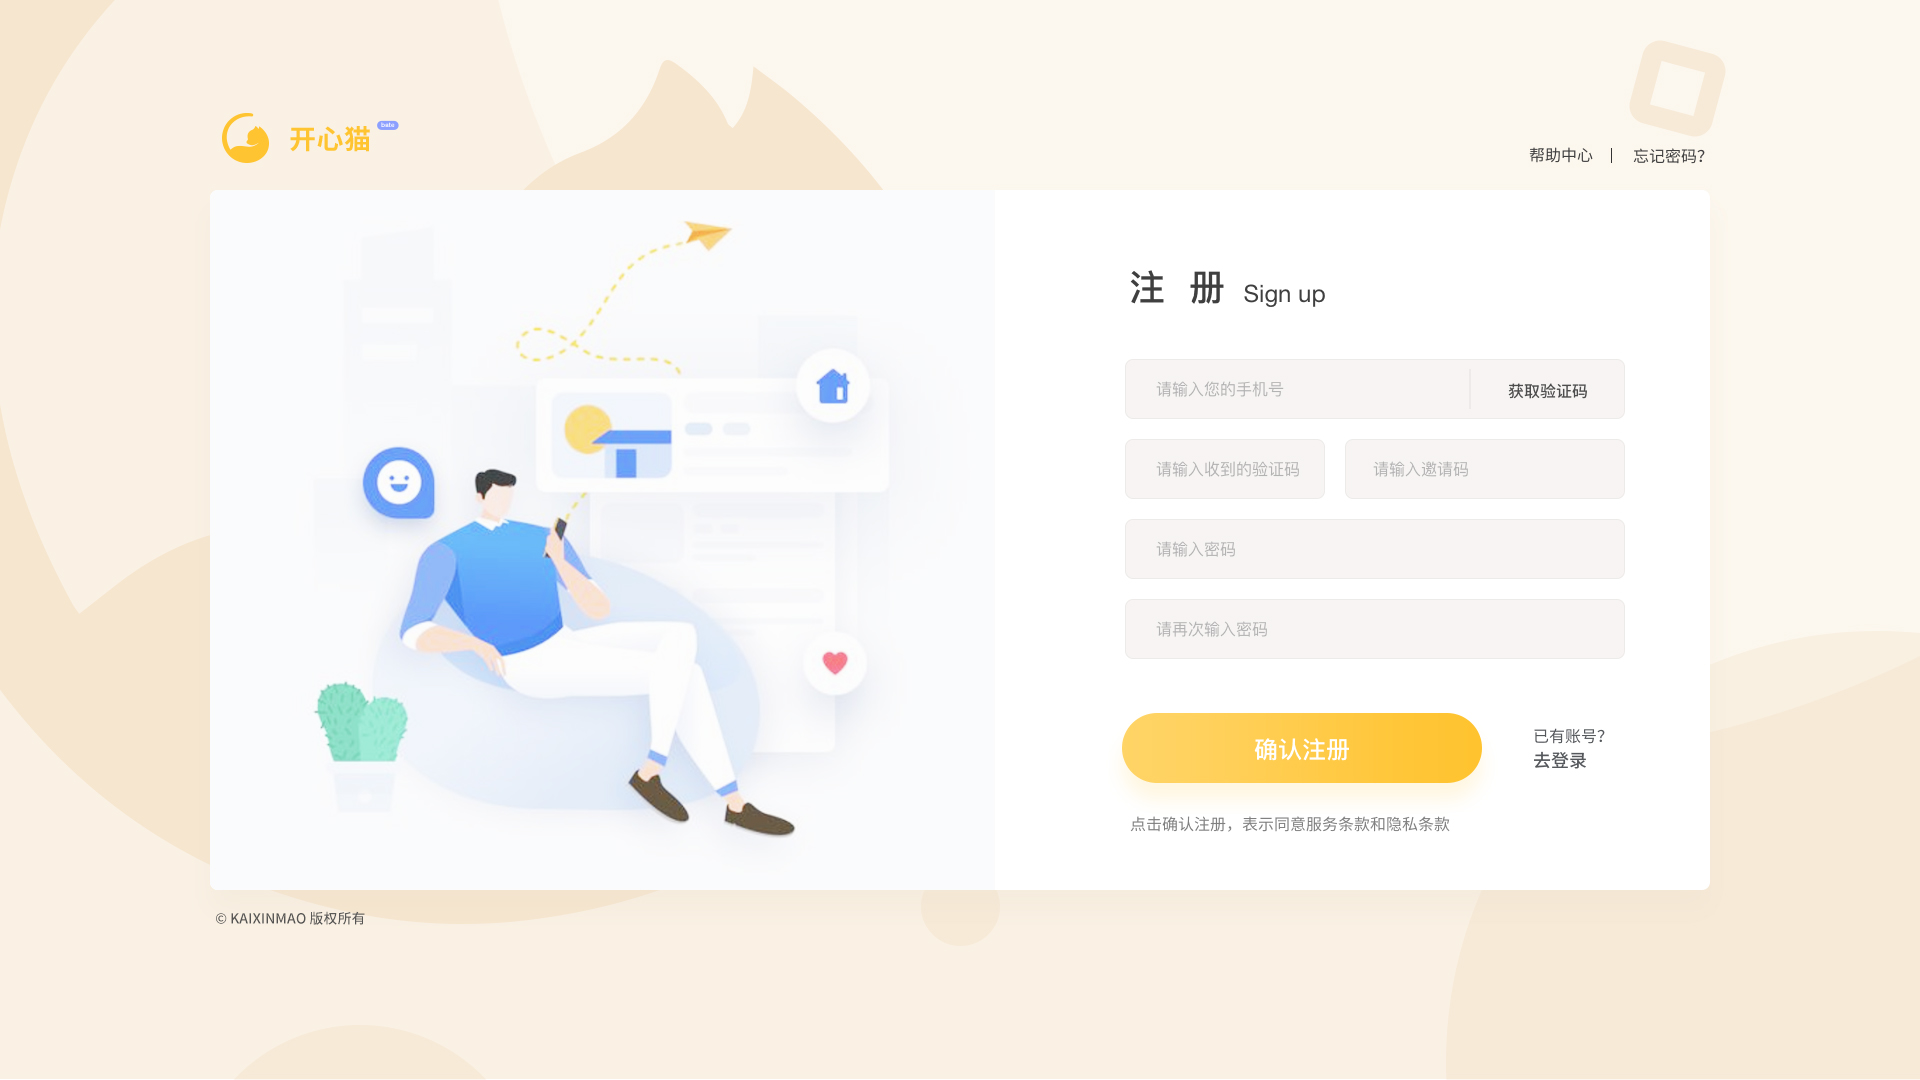 开心猫
帮助中心
忘记密码?
注 册 Sign up
请输入您的手机号
获取验证码
请输入收到的验证码
请输入邀请码
请输入密码
请再次输入密码
确认注册
已有账号?
去登录
点击确认注册，表示同意服务条款和隐私条款
© KAIXINMAO 版权所有